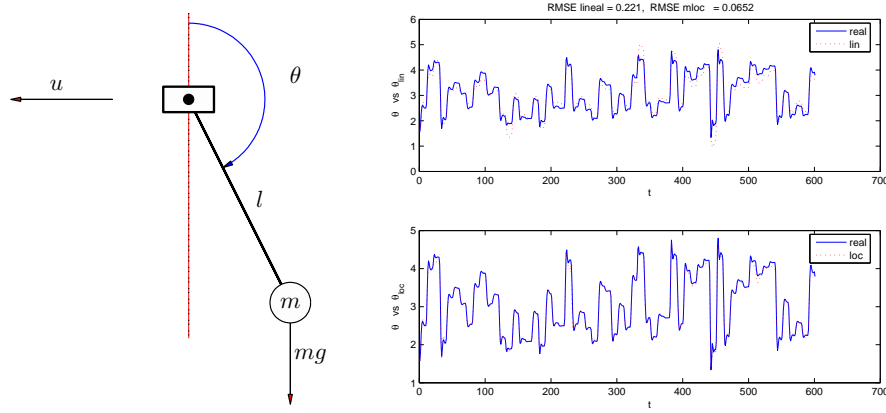 u
θ
l
m
mg
RMSE lineal = 0.221, RMSE mloc = 0.0652
6
5
4
3
2
1
0
θ vs θlin
real
lin
0 100 200 300 400 500 600 700
t
5
4
3
2
1
θ vs θloc
real
loc
0 100 200 300 400 500 600 700
t